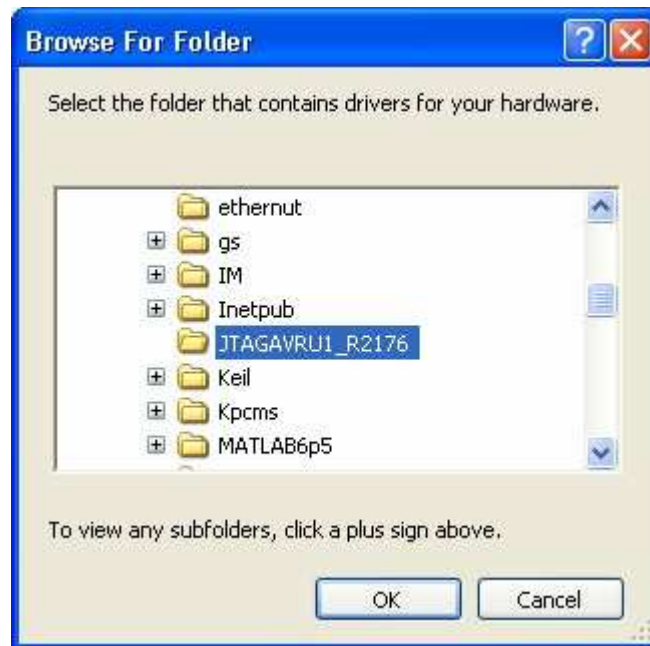 Browse For Folder
Select the folder that contains drivers for your hardware.
ethernut
gs
IM
Inetpub
JTAGAVRU1_R2176
Keil
Kpcms
MATLAB6p5
To view any subfolders, click a plus sign above.
OK Cancel